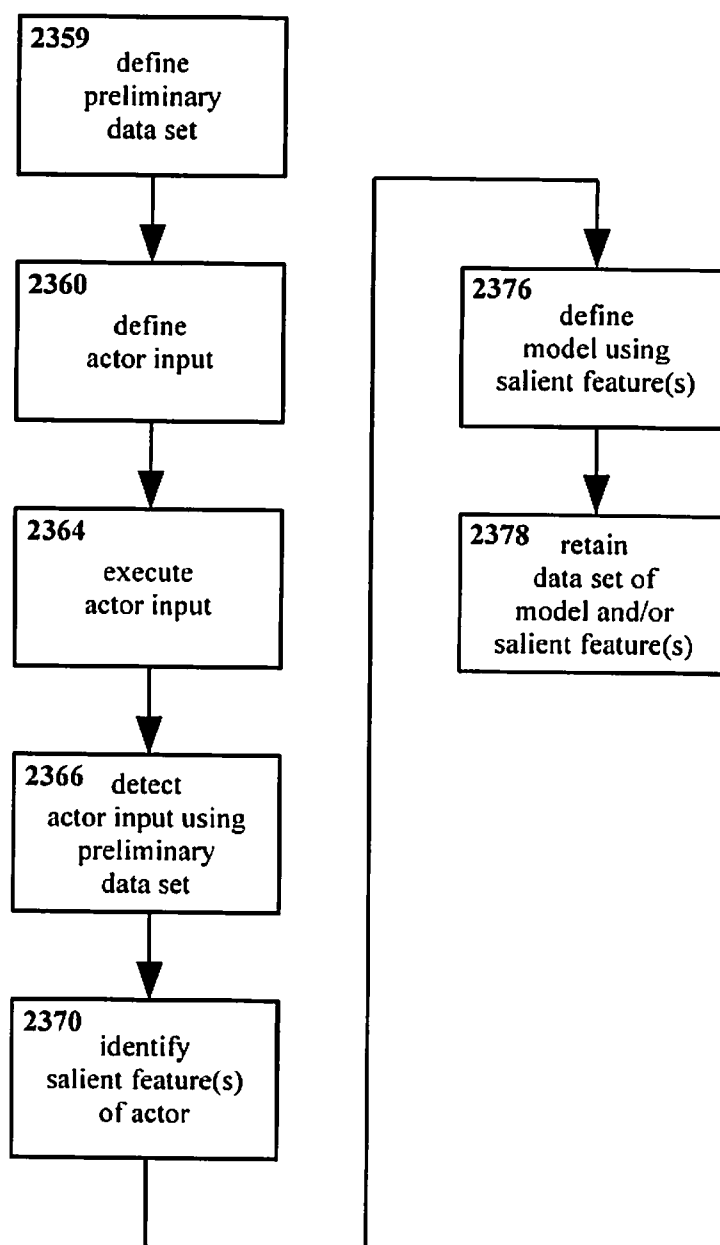 2359
define
preliminary
data set
2360
define
actor input
2364
execute
actor input
2366 detect
actor input using
preliminary
data set
2370
identify
salient feature(s)
of actor
2376
define
model using
salient feature(s)
2378 retain
data set of
model and/or
salient feature(s)